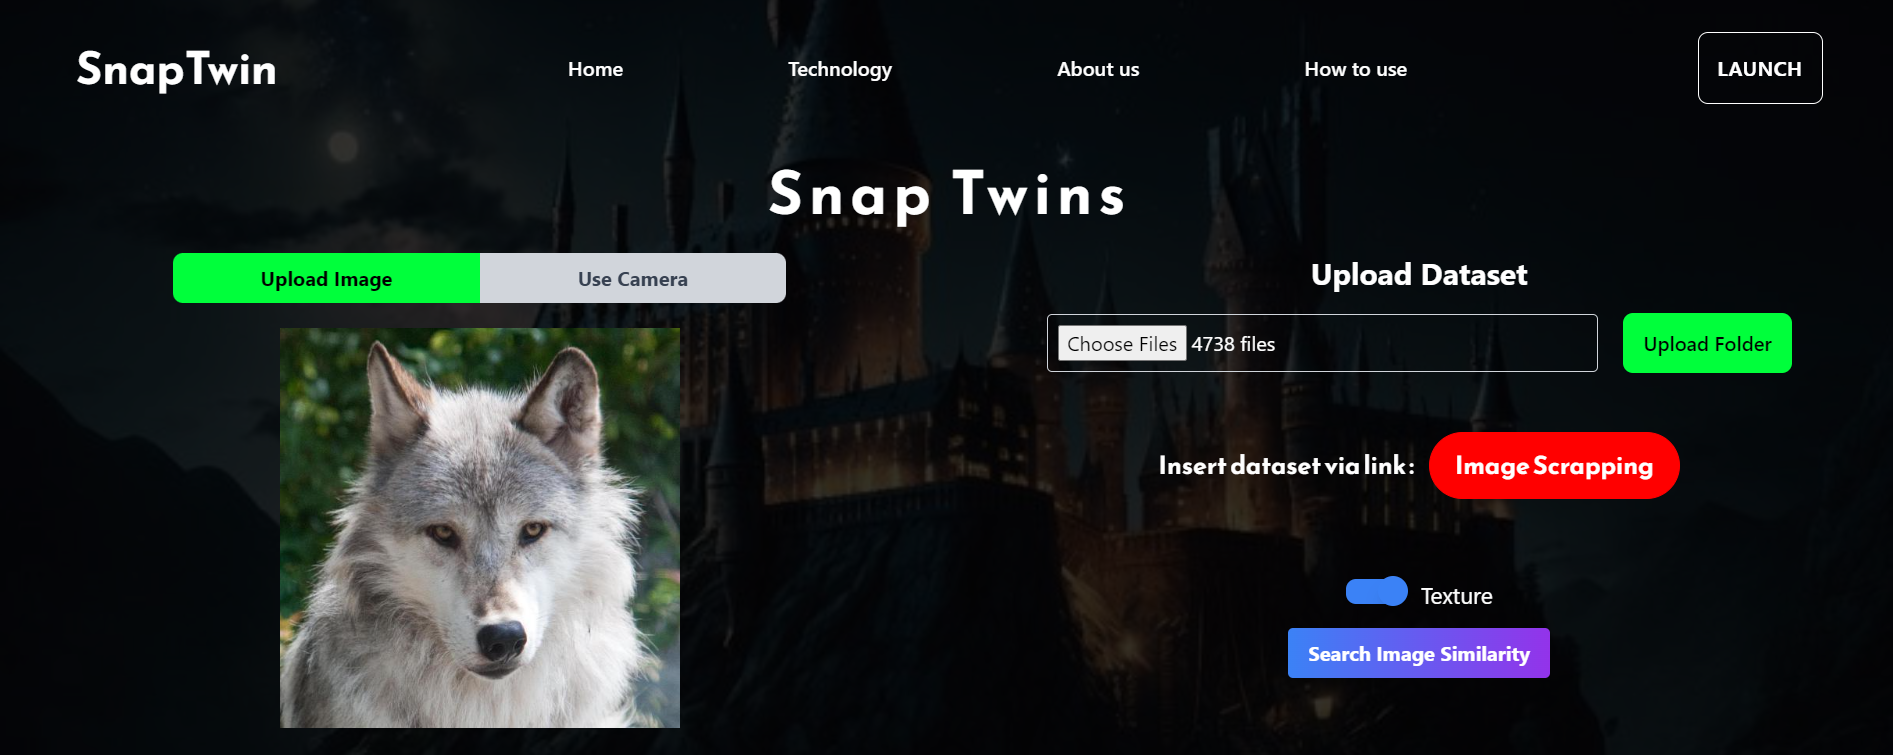 SnapTwin
Home
Technology
About us
How to use
LAUNCH
Snap Twins
Upload Image
Use Camera
Upload Dataset
Choose Files 4738 files
Upload Folder
Insert dataset via link :
Image Scrapping
Texture
Search Image Similarity